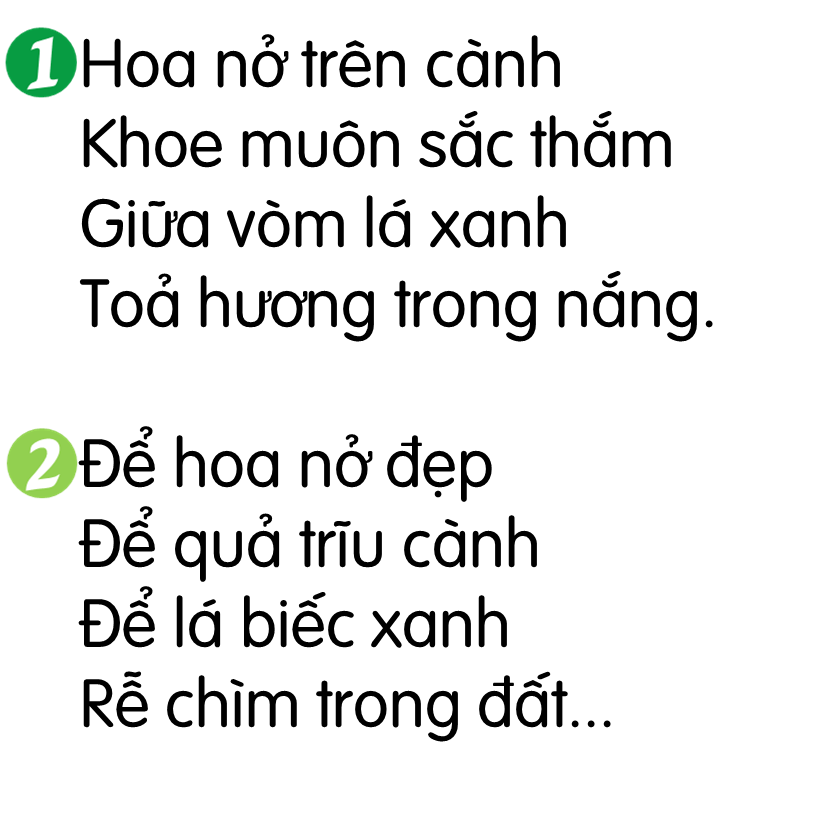 1 Hoa nở trên cành
Khoe muôn sắc thắm
Giữa vòm lá xanh
Toả hương trong nắng.
2 Để hoa nở đẹp
Để quả trĩu cành
Để lá biếc xanh
Rễ chìm trong đất...